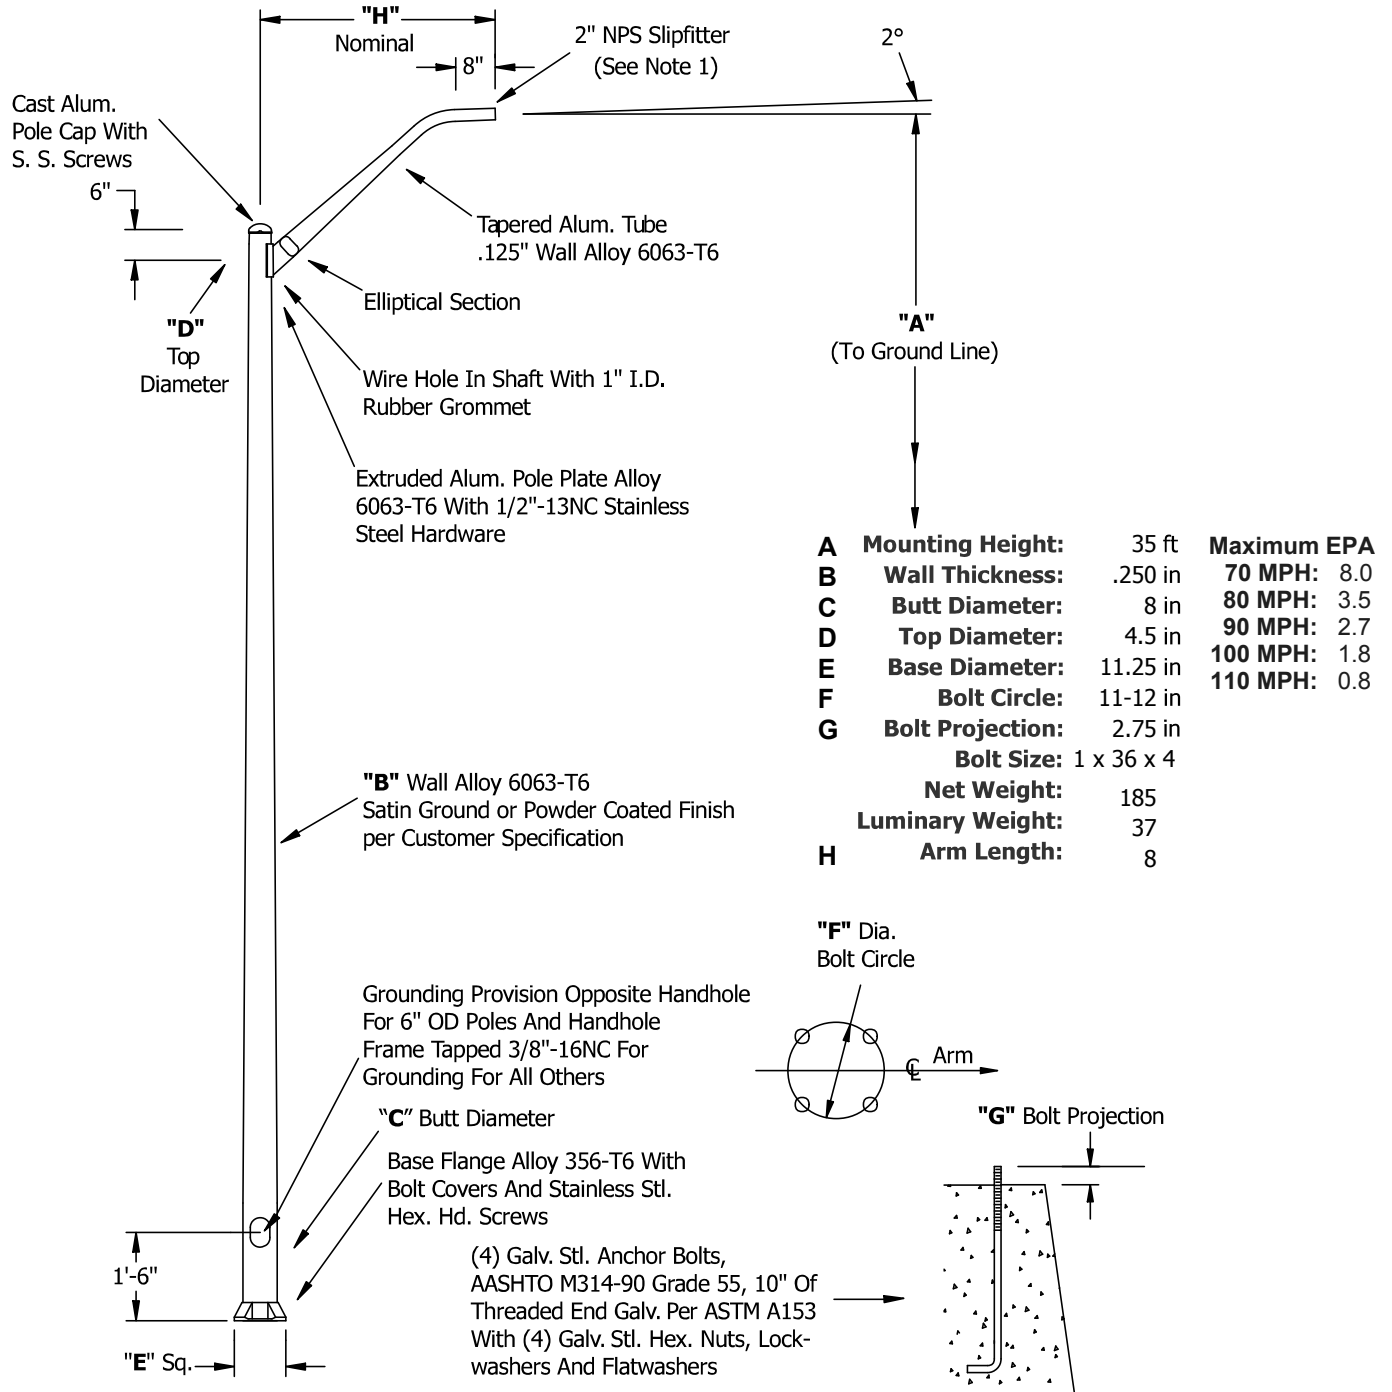 "H"
Nominal
2" NPS Slipfitter
(See Note 1)
8"
2°
Cast Alum.
Pole Cap With
S. S. Screws
6"
Tapered Alum. Tube
.125" Wall Alloy 6063-T6
Elliptical Section
"D"
Top
Diameter
"A"
(To Ground Line)
Wire Hole In Shaft With 1" I.D.
Rubber Grommet
Extruded Alum. Pole Plate Alloy
6063-T6 With 1/2"-13NC Stainless
Steel Hardware
A Mounting Height: 35 ft
B Wall Thickness: .250 in
C Butt Diameter: 8 in
D Top Diameter: 4.5 in
E Base Diameter: 11.25 in
F Bolt Circle: 11-12 in
G Bolt Projection: 2.75 in
Bolt Size: 1 x 36 x 4
Net Weight: 185
Luminary Weight: 37
H Arm Length: 8
Maximum EPA
70 MPH: 8.0
80 MPH: 3.5
90 MPH: 2.7
100 MPH: 1.8
110 MPH: 0.8
"B" Wall Alloy 6063-T6
Satin Ground or Powder Coated Finish
per Customer Specification
"F" Dia.
Bolt Circle
Grounding Provision Opposite Handhole
For 6" OD Poles And Handhole
Frame Tapped 3/8"-16NC For
Grounding For All Others
℄ Arm
“C” Butt Diameter
"G" Bolt Projection
Base Flange Alloy 356-T6 With
Bolt Covers And Stainless Stl.
Hex. Hd. Screws
1'-6"
(4) Galv. Stl. Anchor Bolts,
AASHTO M314-90 Grade 55, 10" Of
Threaded End Galv. Per ASTM A153
With (4) Galv. Stl. Hex. Nuts, Lock-
washers And Flatwashers
"E" Sq.